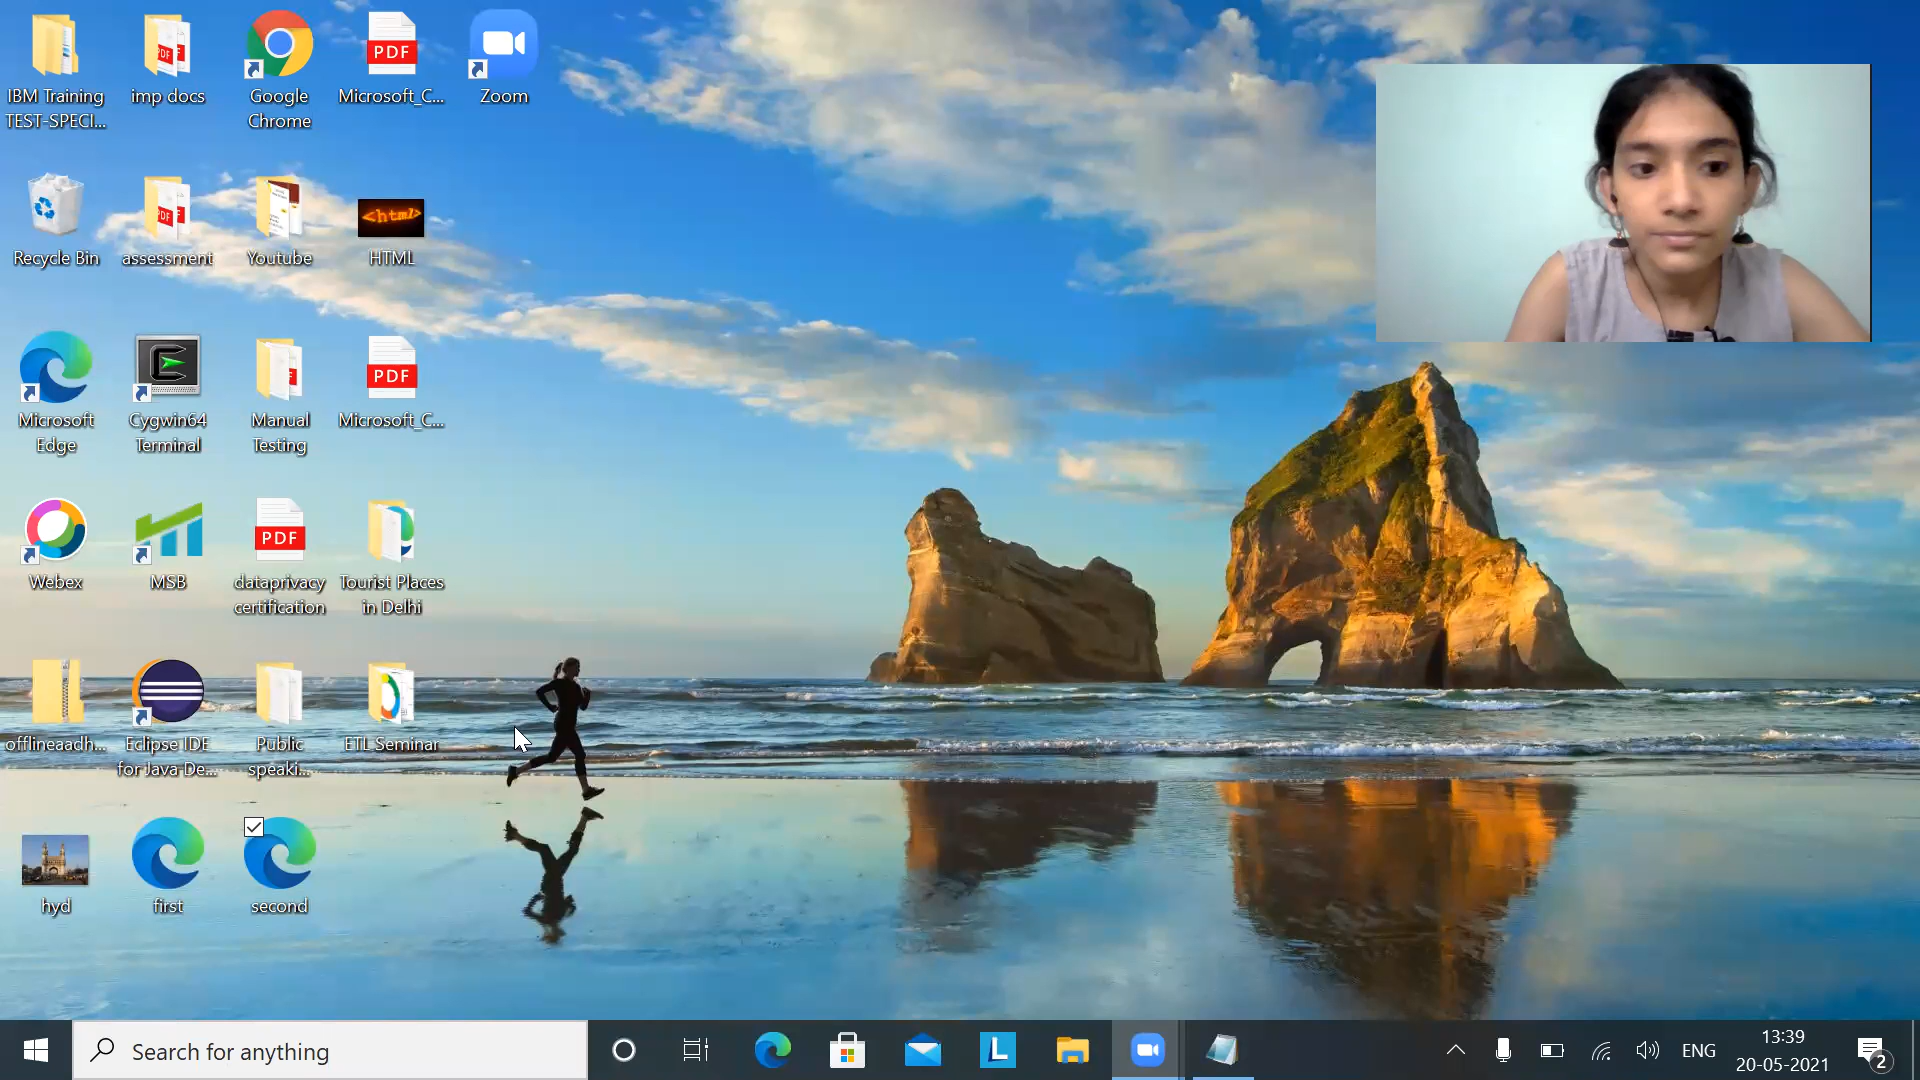 IBM Training
TEST-SPECI...
imp docs
Google
Chrome
PDF
Microsoft_C...
Zoom
Recycle Bin
PDF
assessment
Youtube
<html>
HTML
Microsoft
Edge
Cygwin64
Terminal
Manual
Testing
PDF
Microsoft_C...
Webex
MSB
PDF
dataprivacy
certification
Tourist Places
in Delhi
offlineaadh...
Eclipse IDE
for Java De...
Public
speaki...
ETL Seminar
hyd
first
second
Search for anything
L
ENG
13:39
20-05-2021
2